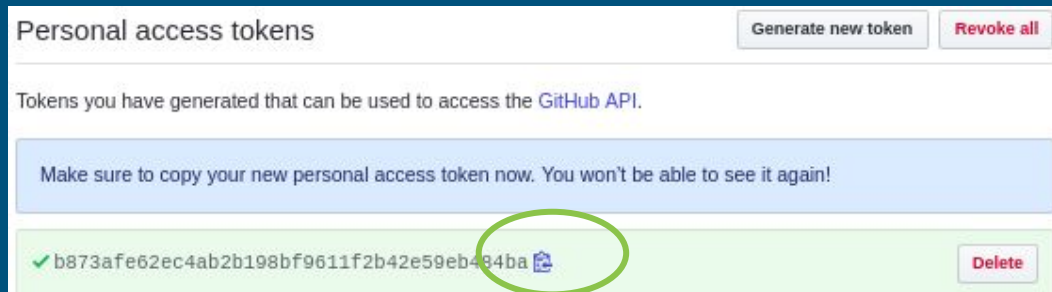 Personal access tokens
Generate new token
Revoke all
Tokens you have generated that can be used to access the GitHub API.
Make sure to copy your new personal access token now. You won't be able to see it again!
b873afe62ec4ab2b198bf9611f2b42e59eb484ba
Delete